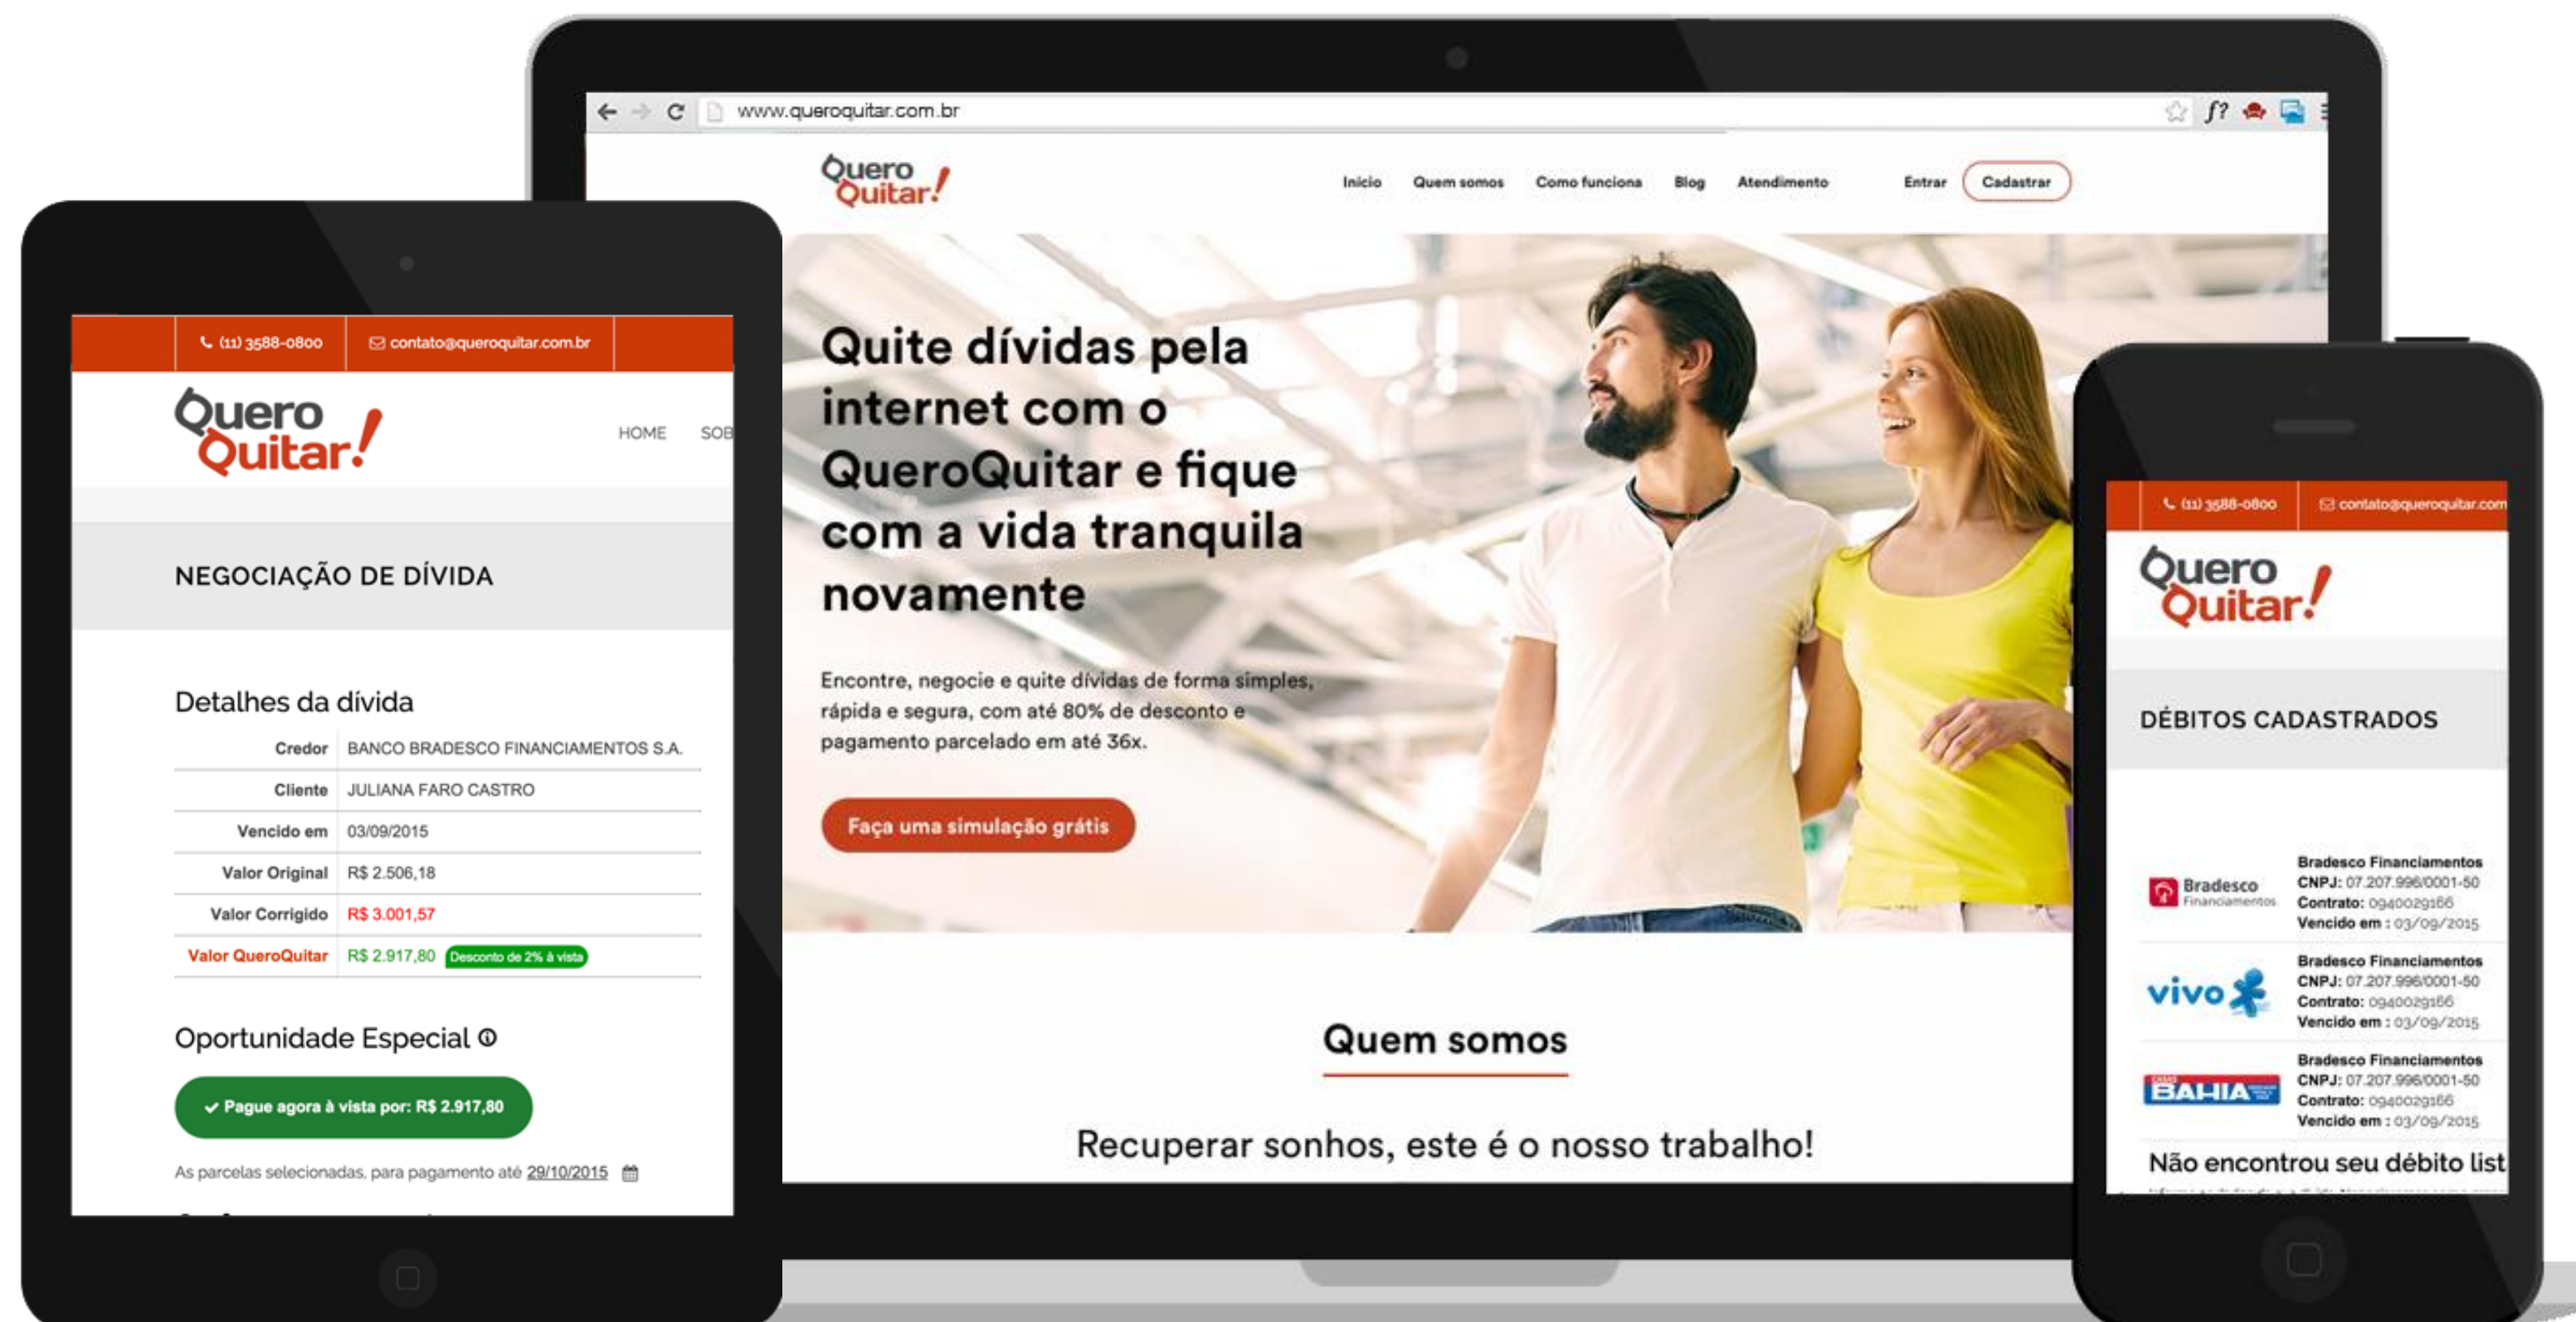 www.queroquitar.com.br
f?
Quero
Quitar!
Início Quem somos Como funciona Blog Atendimento Entrar Cadastrar
Quite dívidas pela
internet com o
QueroQuitar e fique
com a vida tranquila
novamente
Encontre, negocie e quite dívidas de forma simples,
rápida e segura, com até 80% de desconto e
pagamento parcelado em até 36x.
Faça uma simulação grátis
Quem somos
Recuperar sonhos, este é o nosso trabalho!
(11) 3588-0800 contato@queroquitar.com.br
Quero
Quitar!
HOME SOB
NEGOCIAÇÃO DE DÍVIDA
Detalhes da dívida
Credor BANCO BRADESCO FINANCIAMENTOS S.A.
Cliente JULIANA FARO CASTRO
Vencido em 03/09/2015
Valor Original R$ 2.506,18
Valor Corrigido R$ 3.001,57
Valor QueroQuitar R$ 2.917,80 Desconto de 2% à vista
Oportunidade Especial
Pague agora à vista por: R$ 2.917,80
As parcelas selecionadas, para pagamento até 29/10/2015
(11) 3588-0800 contato@queroquitar.com
Quero
Quitar!
DÉBITOS CADASTRADOS
Bradesco
Financiamentos
Bradesco Financiamentos
CNPJ: 07.207.996/0001-50
Contrato: 0940029166
Vencido em : 03/09/2015
vivo
Bradesco Financiamentos
CNPJ: 07.207.996/0001-50
Contrato: 0940029166
Vencido em : 03/09/2015
CASAS
BAHIA
Bradesco Financiamentos
CNPJ: 07.207.996/0001-50
Contrato: 0940029166
Vencido em : 03/09/2015
Não encontrou seu débito list